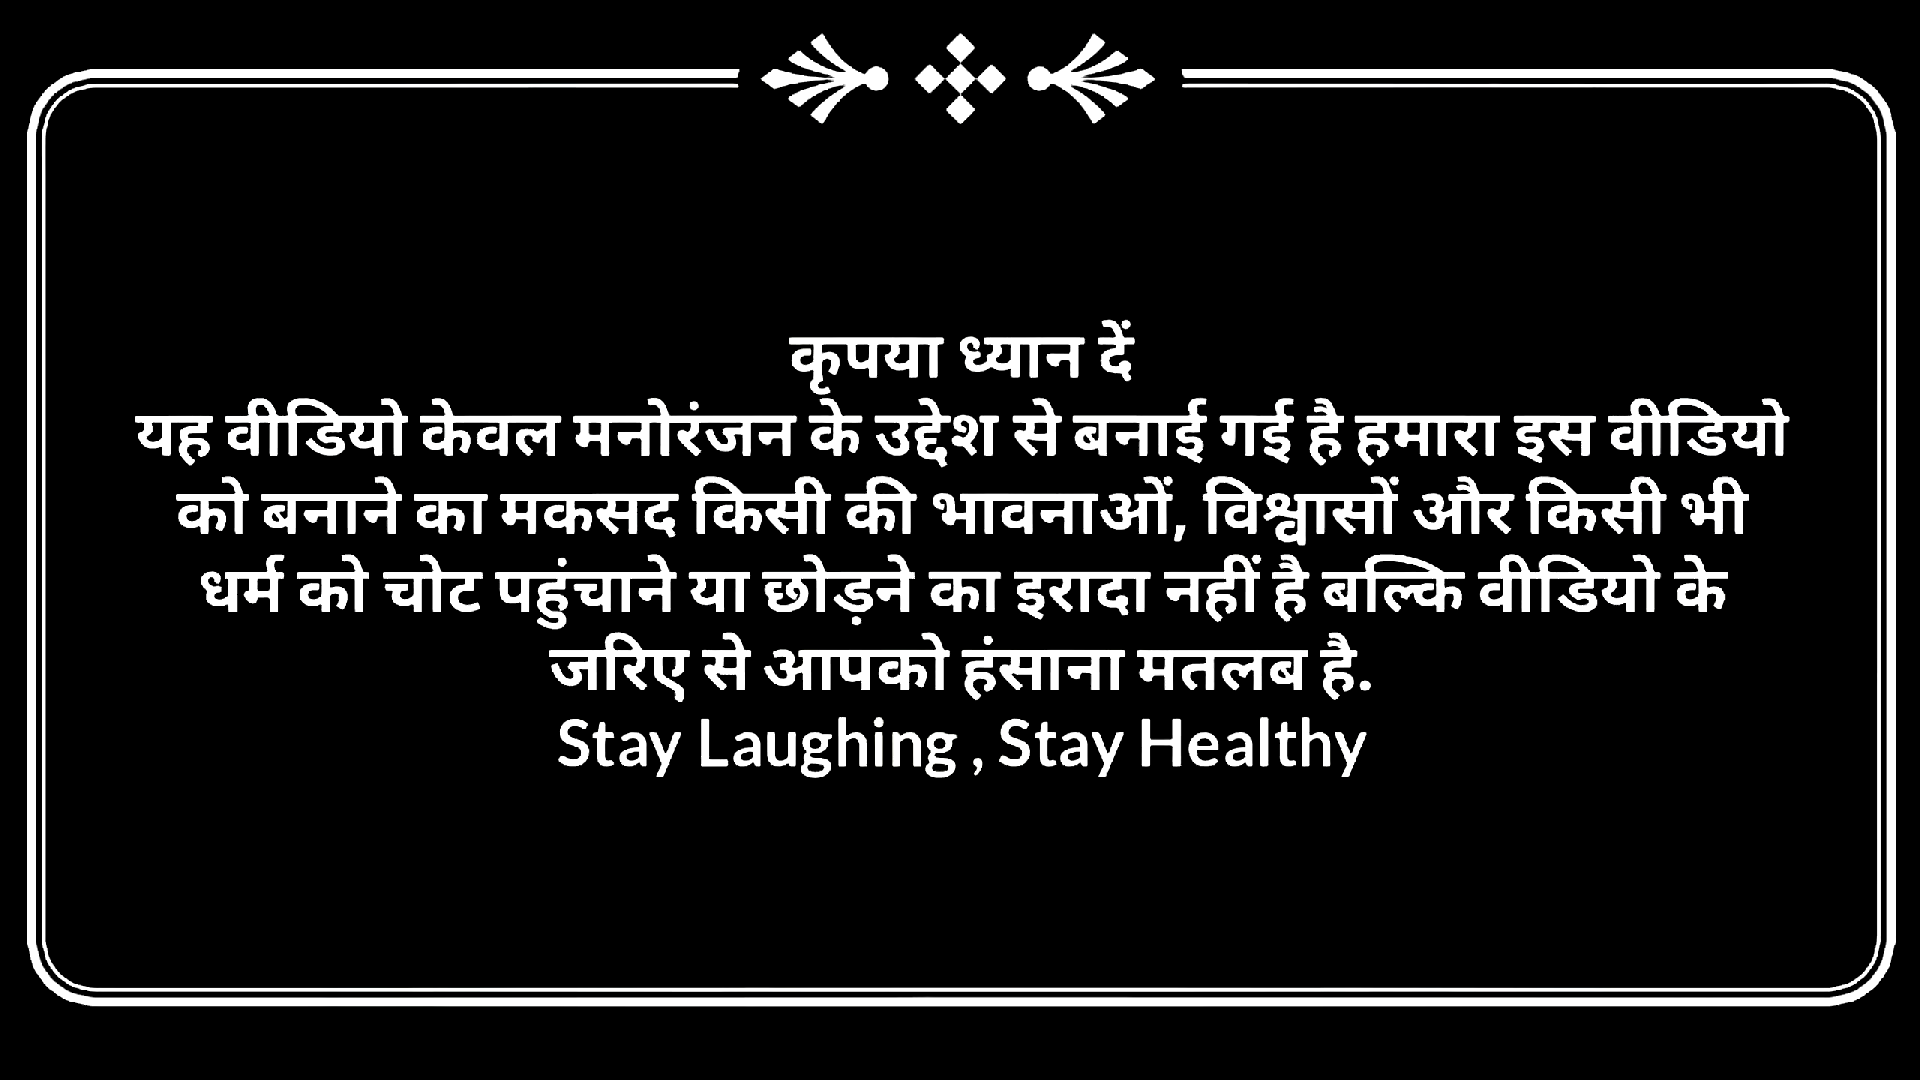 कृपया ध्यान दें
यह वीडियो केवल मनोरंजन के उद्देश से बनाई गई है हमारा इस वीडियो
को बनाने का मकसद किसी की भावनाओं, विश्वासों और किसी भी
धर्म को चोट पहुंचाने या छोड़ने का इरादा नहीं है बल्कि वीडियो के
जरिए से आपको हंसाना मतलब है.
Stay Laughing , Stay Healthy